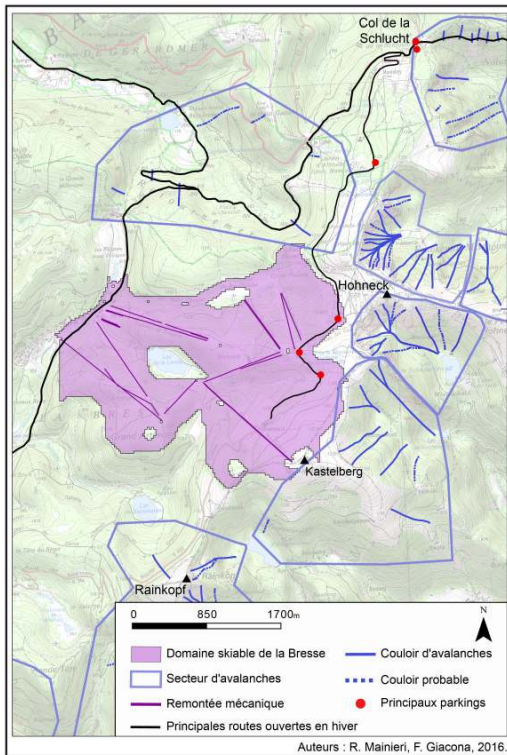 Col de la
Schlucht
Hohneck
Kastelberg
Rainkopf
0 850 1700m
N
Domaine skiable de la Bresse
Couloir d'avalanches
Secteur d'avalanches
Couloir probable
Remontée mécanique
Principaux parkings
Principales routes ouvertes en hiver
Auteurs : R. Mainieri, F. Giacona, 2016.